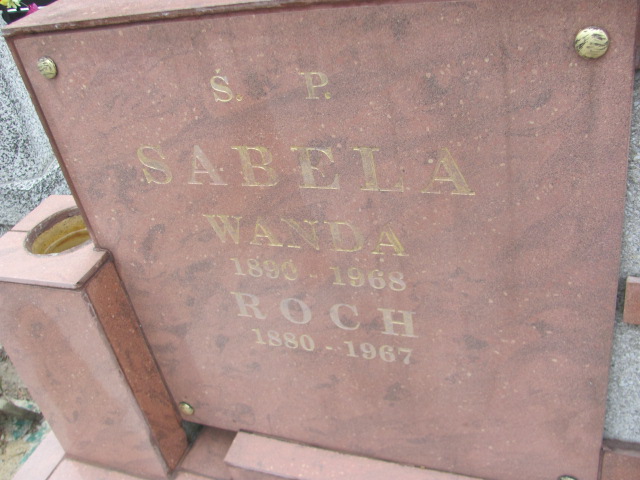 Ś. P.
SABELA
WANDA
1890 - 1968
ROCH
1880 - 1967